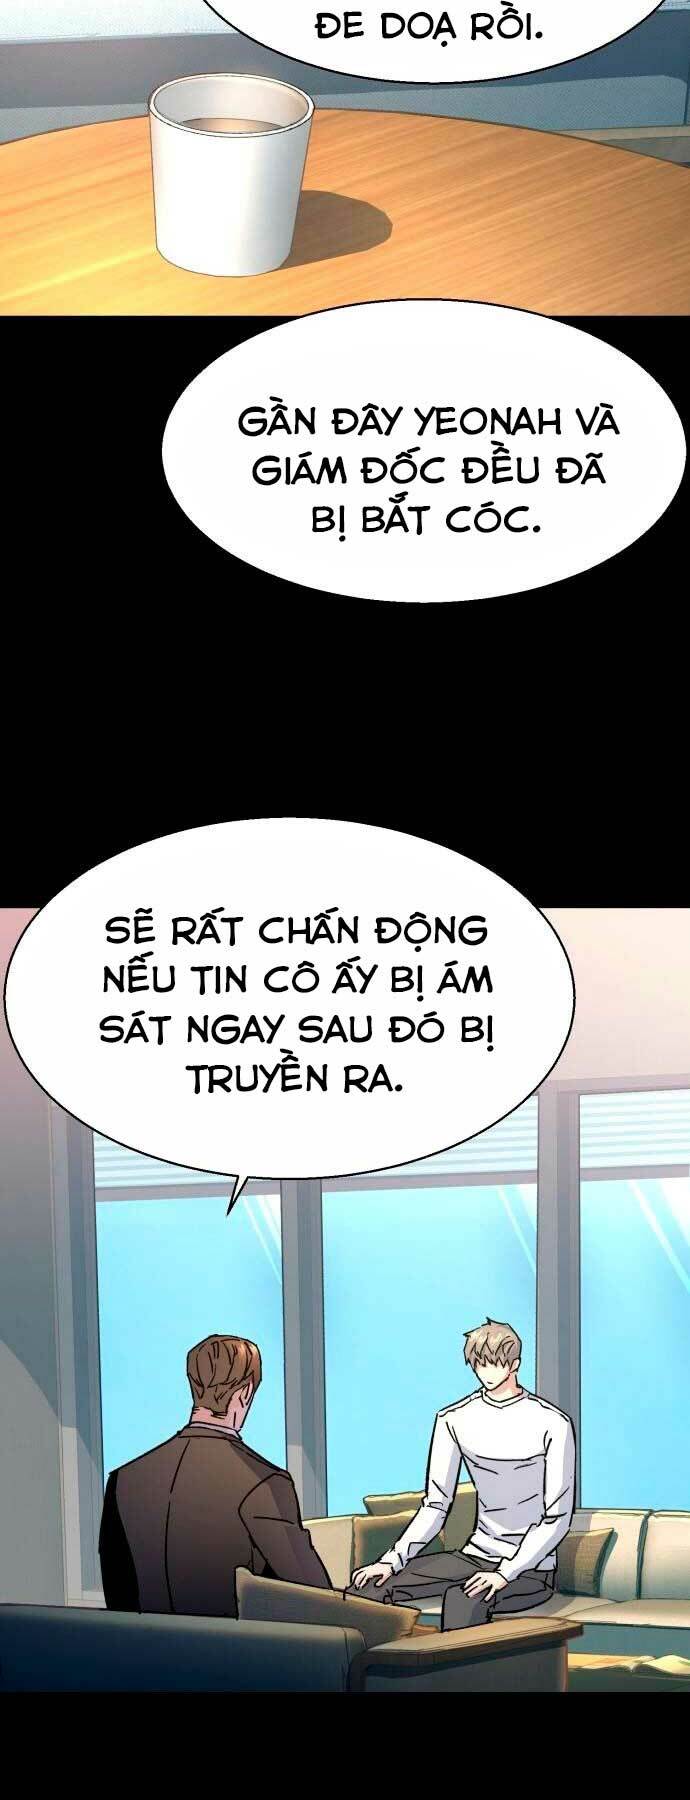 ĐE DOẠ RỒI.
GẦN ĐÂY YEONAH VÀ
GIÁM ĐỐC ĐỀU ĐÃ
BỊ BẮT CÓC.
SẼ RẤT CHẤN ĐỘNG
NẾU TIN CÔ ẤY BỊ ÁM
SÁT NGAY SAU ĐÓ BỊ
TRUYỀN RA.